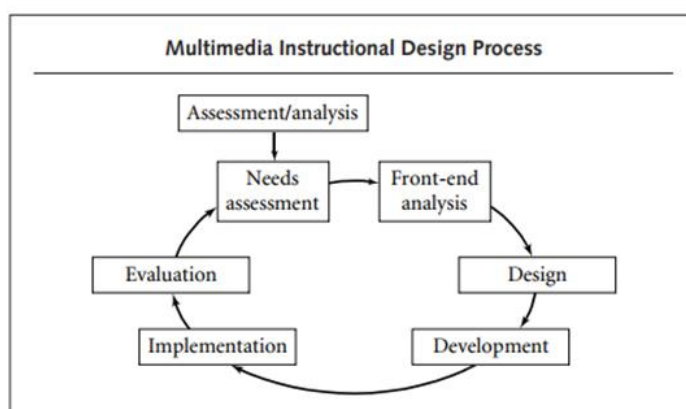 Multimedia Instructional Design Process
Assessment/analysis
Needs
assessment
Front-end
analysis
Evaluation
Design
Implementation
Development